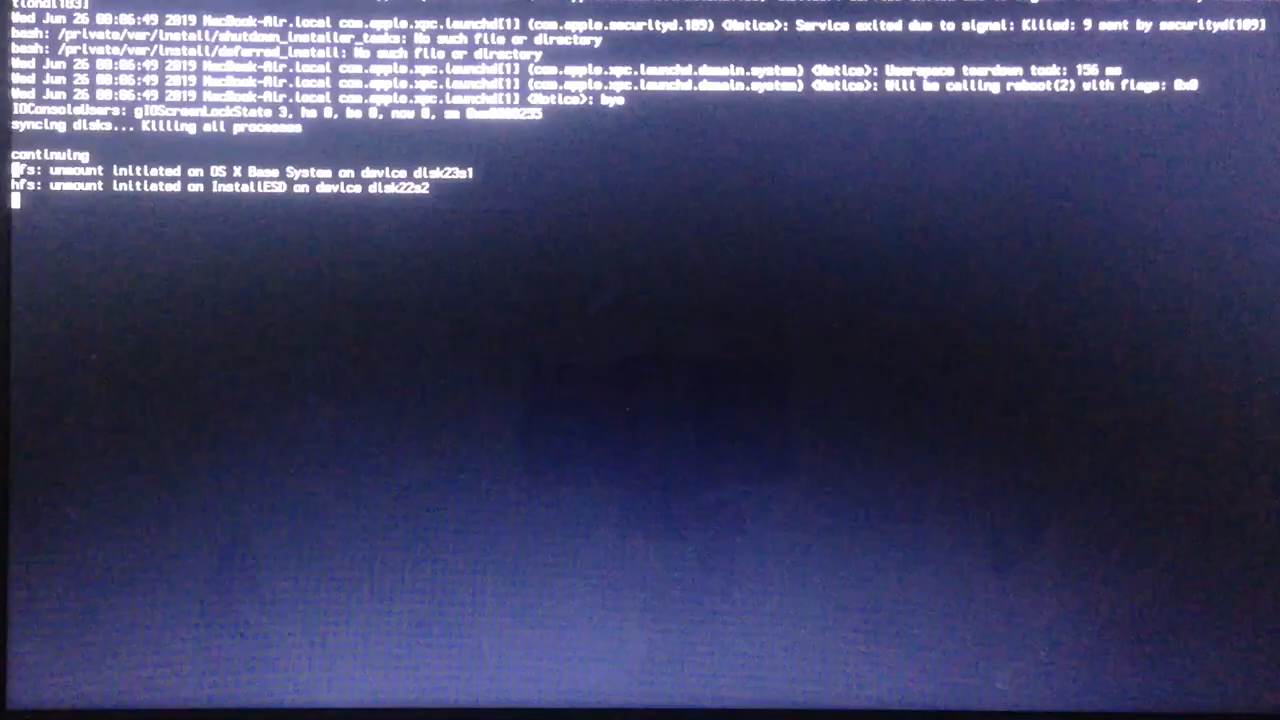 Wed Jun 26 00:06:49 2019 MacBook-Air.local com.apple.xpc.launchd[1] (com.apple.securityd.189) <Notice>: Service exited due to signal: Killed: 9 sent by securityd[189]
bash: /private/var/install/shutdown_installer_tasks: No such file or directory
bash: /private/var/install/deferred_install: No such file or directory
Wed Jun 26 00:06:49 2019 MacBook-Air.local com.apple.xpc.launchd[1] (com.apple.xpc.launchd.domain.system) <Notice>: Userspace teardown took: 156 ms
Wed Jun 26 00:06:49 2019 MacBook-Air.local com.apple.xpc.launchd[1] (com.apple.xpc.launchd.domain.system) <Notice>: Will be calling reboot(2) with flags: 0x0
Wed Jun 26 00:06:49 2019 MacBook-Air.local com.apple.xpc.launchd[1] <Notice>: bye
IOConsoleUsers: gIOScreenLockState 3, hs 0, bs 0, now 0, sm
syncing disks... Killing all processes
continuing
hfs: unmount initiated on OS X Base System on device disk23s1
hfs: unmount initiated on InstallESD on device disk22s2